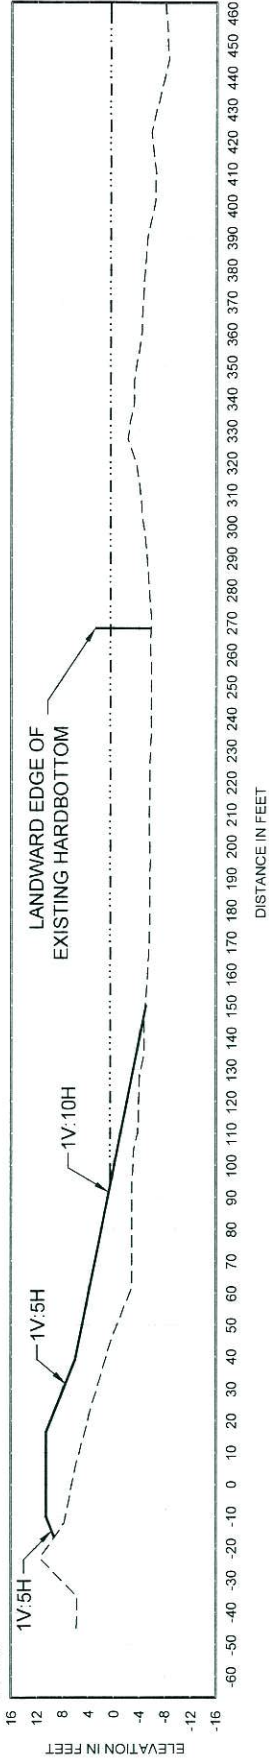 16
12
8
4
0
-4
-8
-12
-16
ELEVATION IN FEET
1V:5H
1V:5H
1V:10H
LANDWARD EDGE OF
EXISTING HARDBOTTOM
-60 -50 -40 -30 -20 -10 0 10 20 30 40 50 60 70 80 90 100 110 120 130 140 150 160 170 180 190 200 210 220 230 240 250 260 270 280 290 300 310 320 330 340 350 360 370 380 390 400 410 420 430 440 450 460
DISTANCE IN FEET